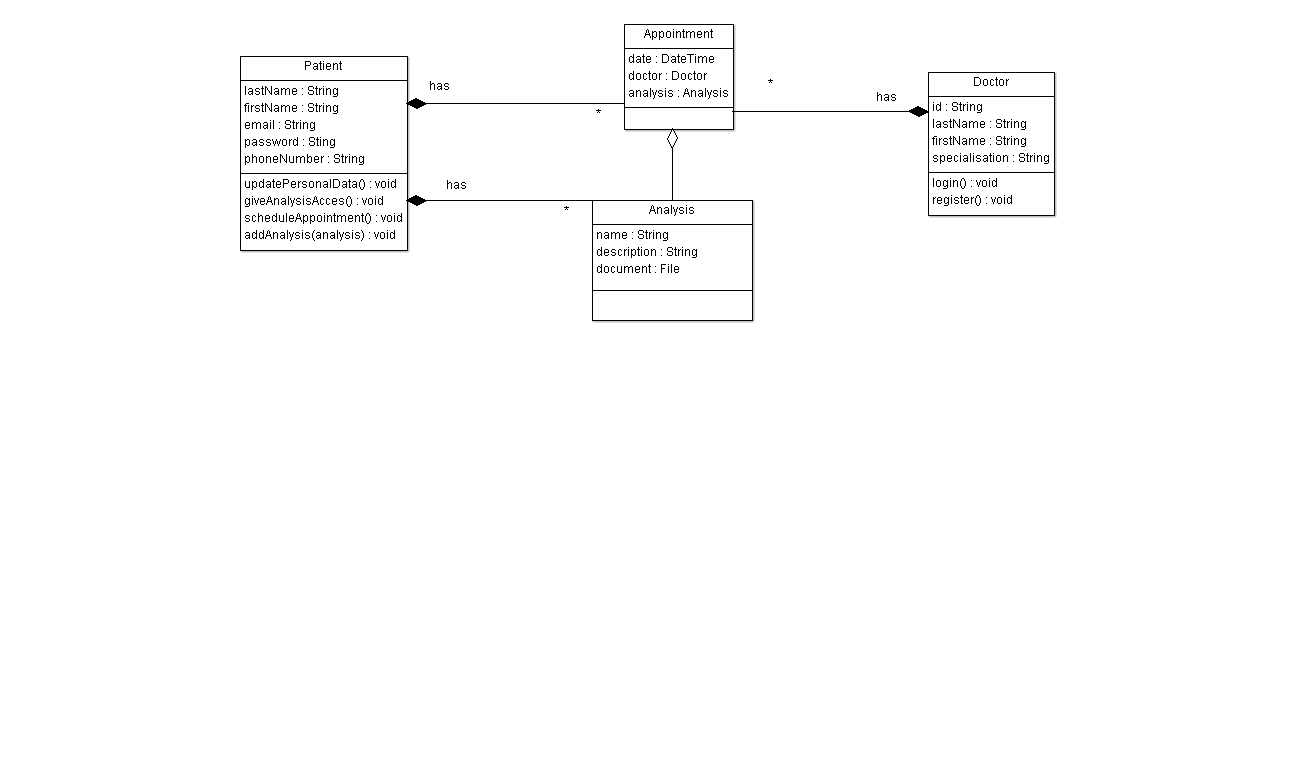 Patient
lastName : String
firstName : String
email : String
password : Sting
phoneNumber : String
updatePersonalData() : void
giveAnalysisAcces() : void
scheduleAppointment() : void
addAnalysis(analysis) : void
has
*
has
*
Appointment
date : DateTime
doctor : Doctor
analysis : Analysis
Analysis
name : String
description : String
document : File
*
has
Doctor
id : String
lastName : String
firstName : String
specialisation : String
login() : void
register() : void